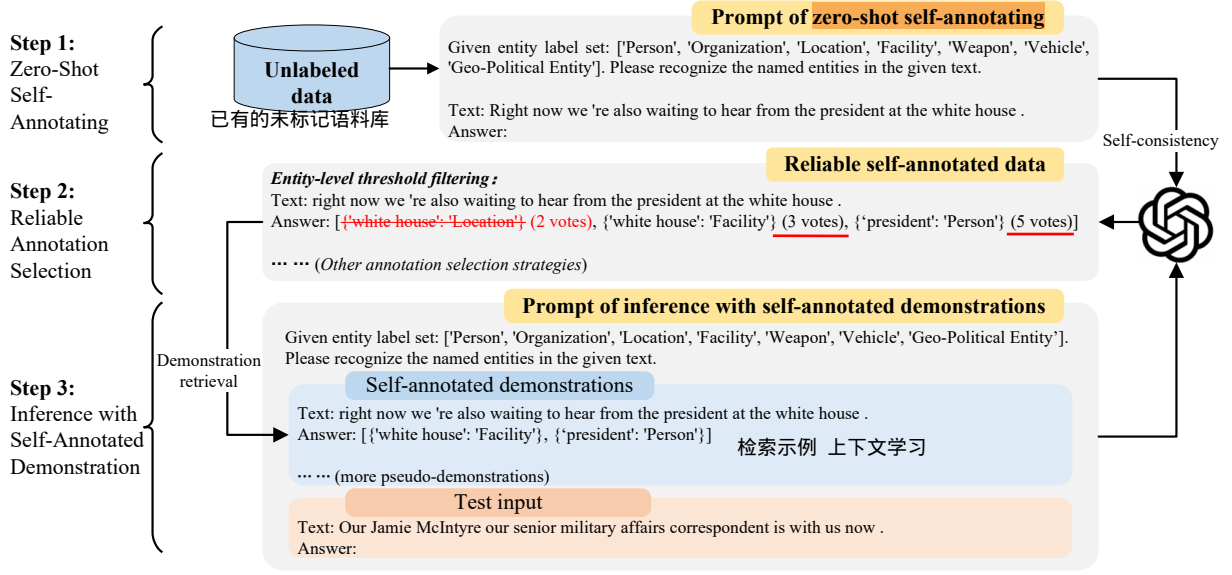 Step 1:
Zero-Shot
Self-
Annotating
Unlabeled
data
已有的未标记语料库
Prompt of zero-shot self-annotating
Given entity label set: ['Person', 'Organization', 'Location', 'Facility', 'Weapon', 'Vehicle',
'Geo-Political Entity']. Please recognize the named entities in the given text.
Text: Right now we 're also waiting to hear from the president at the white house .
Answer:
Self-consistency
Step 2:
Reliable
Annotation
Selection
Reliable self-annotated data
Entity-level threshold filtering:
Text: right now we 're also waiting to hear from the president at the white house .
Answer: [{'white house': 'Location'} (2 votes), {'white house': 'Facility'} (3 votes), {‘president': 'Person'} (5 votes)]
... ... (Other annotation selection strategies)
Demonstration
retrieval
Step 3:
Inference with
Self-Annotated
Demonstration
Prompt of inference with self-annotated demonstrations
Given entity label set: ['Person', 'Organization', 'Location', 'Facility', 'Weapon', 'Vehicle', 'Geo-Political Entity’].
Please recognize the named entities in the given text.
Self-annotated demonstrations
Text: right now we 're also waiting to hear from the president at the white house .
Answer: [{'white house': 'Facility'}, {‘president': 'Person'}]
检索示例 上下文学习
... ... (more pseudo-demonstrations)
Test input
Text: Our Jamie McIntyre our senior military affairs correspondent is with us now .
Answer: